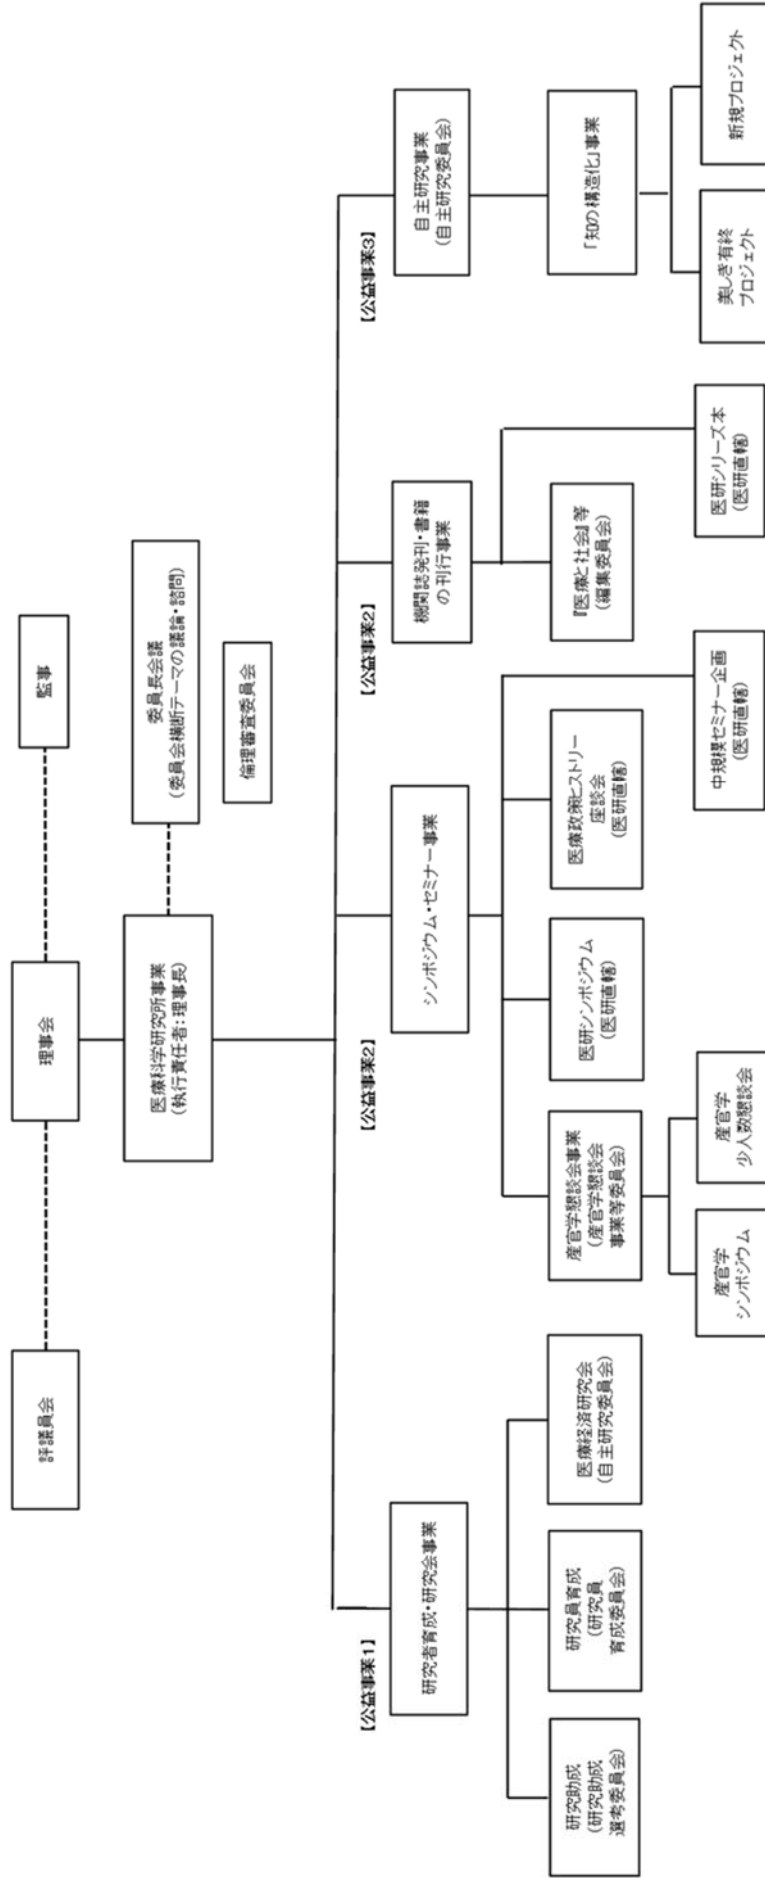 評議員会
理事会
監事
医療科学研究所事業
(執行責任者:理事長)
委員長会議
(委員会横断テーマの議論・諮問)
倫理審査委員会
【公益事業1】
【公益事業2】
【公益事業2】
【公益事業3】
研究者育成・研究会事業
シンポジウム・セミナー事業
機関誌発刊・書籍
の刊行事業
自主研究事業
(自主研究委員会)
研究助成
(研究助成
選考委員会)
研究員育成
(研究員
育成委員会)
医療経済研究会
(自主研究委員会)
産官学懇談会事業
(産官学懇談会
事業等委員会)
医研シンポジウム
(医研直轄)
医療政策ヒストリー
座談会
(医研直轄)
『医療と社会』等
(編集委員会)
「知の構造化」事業
産官学
シンポジウム
産官学
少人数懇談会
中規模セミナー企画
(医研直轄)
医研シリーズ本
(医研直轄)
美しき有終
プロジェクト
新規プロジェクト